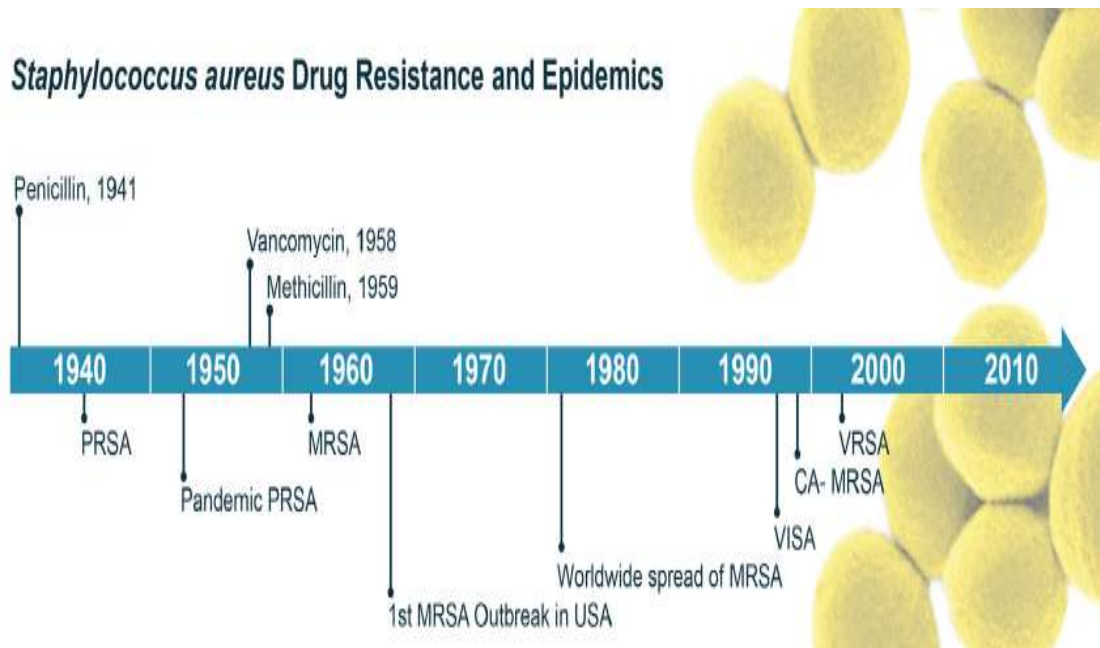 Staphylococcus aureus Drug Resistance and Epidemics
Penicillin, 1941
Vancomycin, 1958
Methicillin, 1959
1940 1950 1960 1970 1980 1990 2000 2010
PRSA
MRSA
VRSA
CA- MRSA
Pandemic PRSA
VISA
Worldwide spread of MRSA
1st MRSA Outbreak in USA